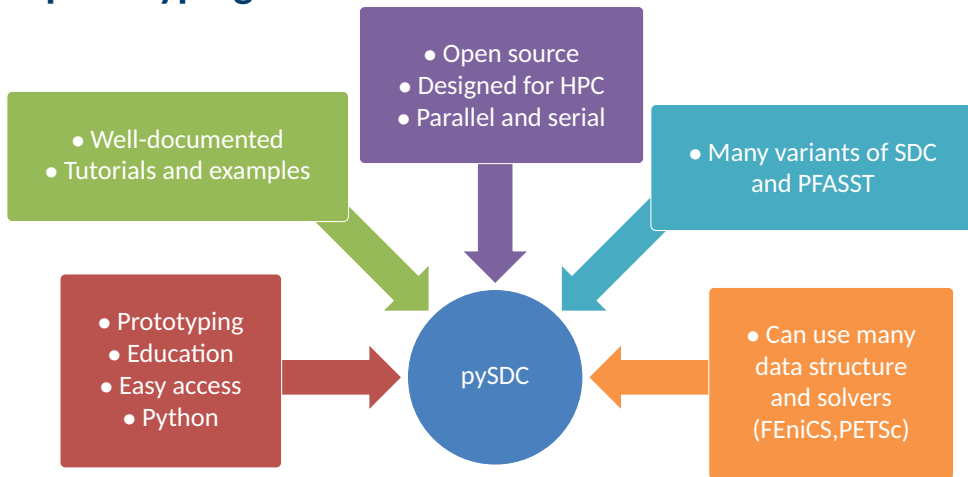 ● Open source
● Designed for HPC
● Parallel and serial
● Well-documented
● Tutorials and examples
● Many variants of SDC
and PFASST
● Prototyping
● Education
● Easy access
● Python
pySDC
● Can use many
data structure
and solvers
(FEniCS,PETSc)